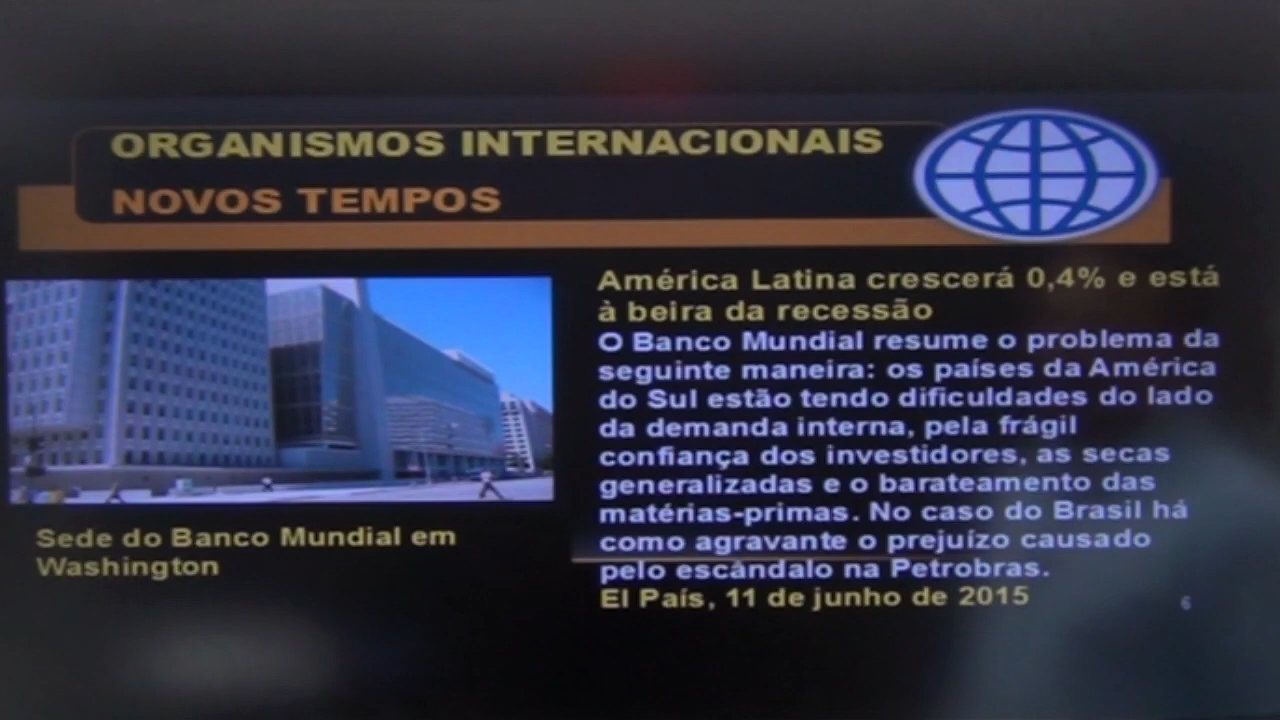 ORGANISMOS INTERNACIONAIS
NOVOS TEMPOS
América Latina crescerá 0,4% e está
à beira da recessão
O Banco Mundial resume o problema da
seguinte maneira: os países da América
do Sul estão tendo dificuldades do lado
da demanda interna, pela frágil
confiança dos investidores, as secas
generalizadas e o barateamento das
matérias-primas. No caso do Brasil há
como agravante o prejuízo causado
pelo escândalo na Petrobras.
El País, 11 de junho de 2015
Sede do Banco Mundial em
Washington
6